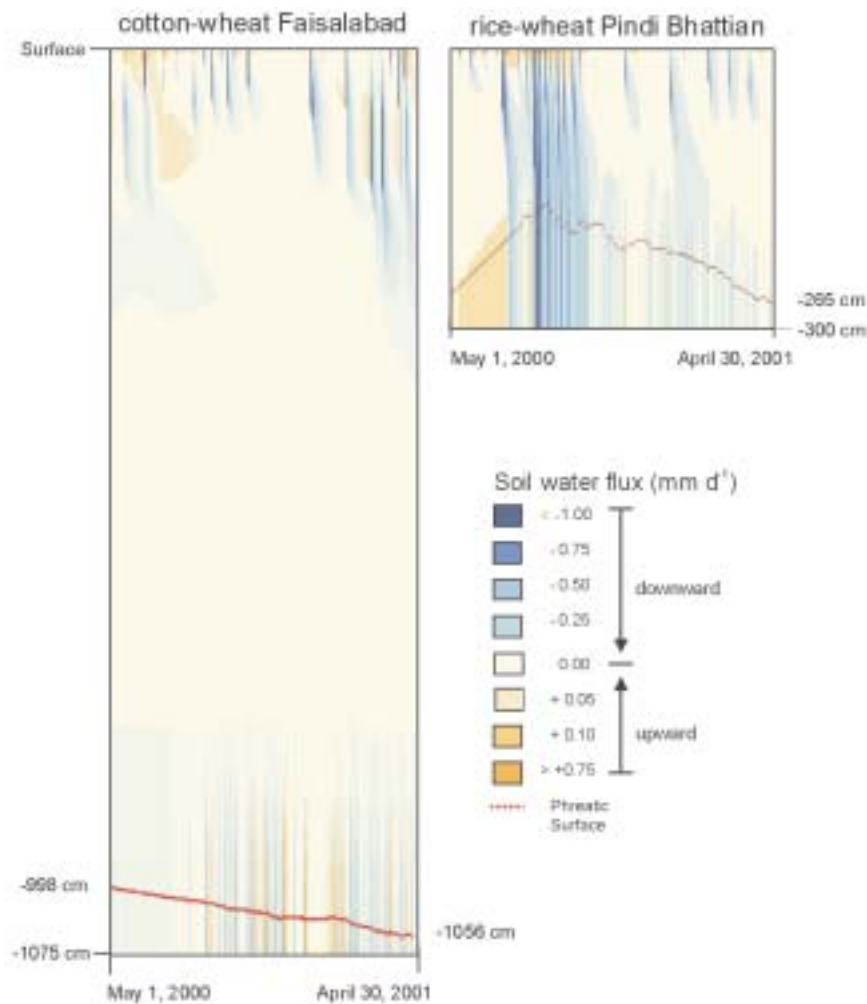 cotton-wheat Faisalabad
rice-wheat Pindi Bhattian
Surface
-265 cm
-300 cm
May 1, 2000
April 30, 2001
Soil water flux (mm d⁻¹)
< -1.00
- 0.75
- 0.50
- 0.25
0.00
+ 0.05
+ 0.10
> +0.75
downward
upward
Phreatic
Surface
-998 cm
-1056 cm
-1075 cm
May 1, 2000
April 30, 2001